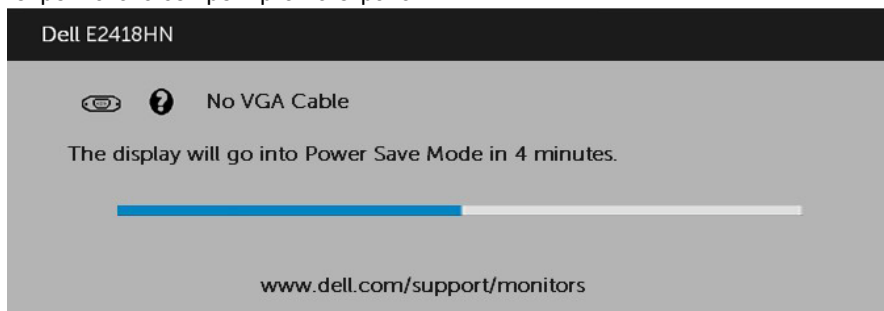 Dell E2418HN
No VGA Cable
The display will go into Power Save Mode in 4 minutes.
www.dell.com/support/monitors